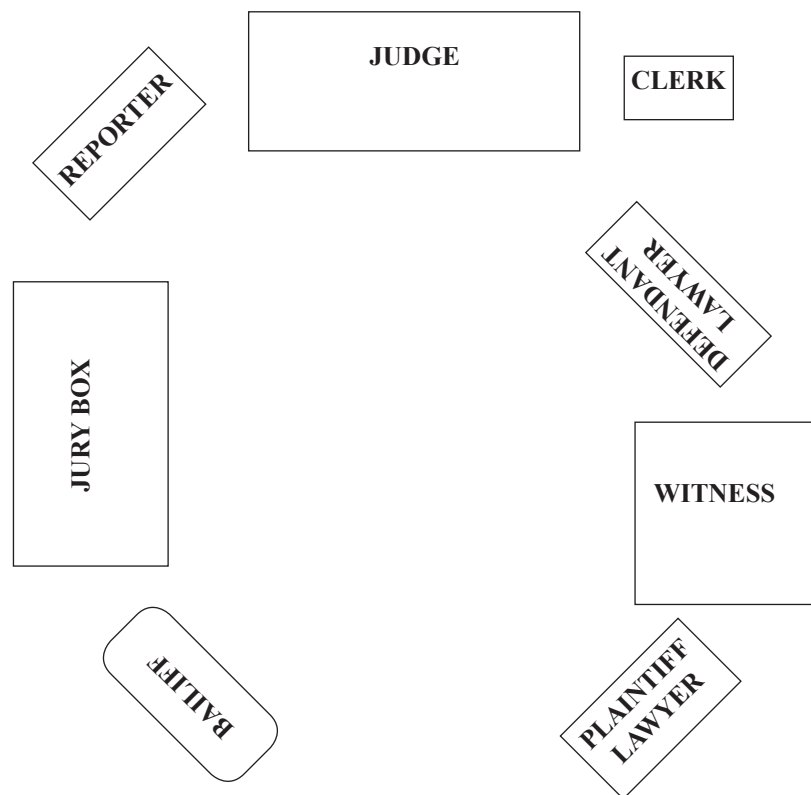 JUDGE
CLERK
REPORTER
DEFENDANT
LAWYER
JURY BOX
WITNESS
BAILIFF
PLAINTIFF
LAWYER